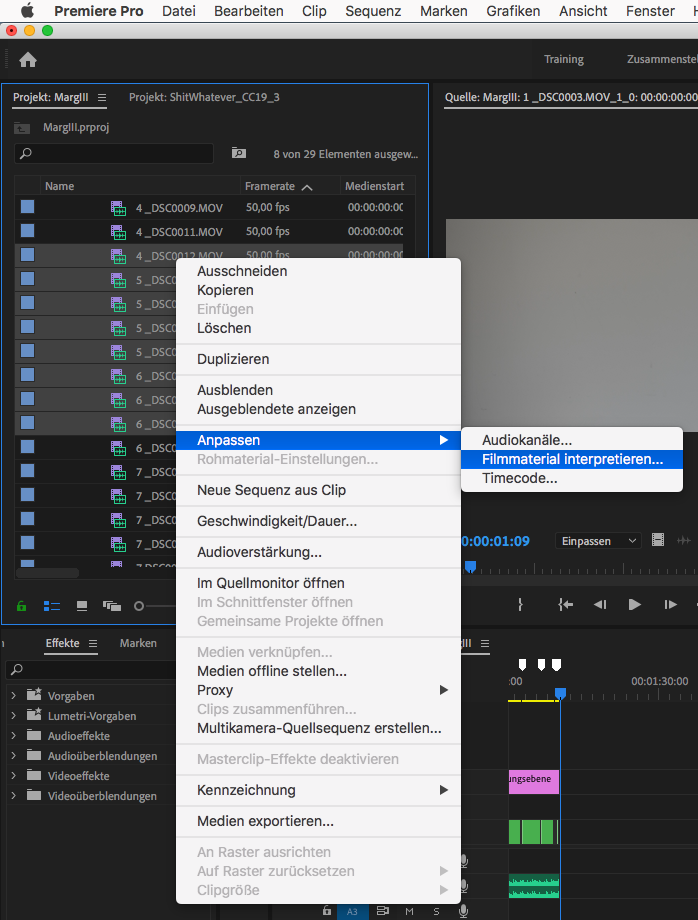 Premiere Pro Datei Bearbeiten Clip Sequenz Marken Grafiken Ansicht Fenster
Training Zusammenstel
Projekt: MargIII Projekt: ShitWhatever_CC19_3
Quelle: MargIII: 1 _DSC0003.MOV_1_0: 00:00:00:00
MargIII.prproj
8 von 29 Elementen ausgew...
Name Framerate Medienstart
4 _DSC0009.MOV 50,00 fps 00:00:00:00
4 _DSC0011.MOV 50,00 fps 00:00:00:00
4 _DSC0012.MOV 50,00 fps 00:00:00:00
5 _DSC0
5 _DSC0
5 _DSC0
5 _DSC0
6 _DSC0
6 _DSC0
6 _DSC0
6 _DSC0
7 _DSC0
7 _DSC0
7 _DSC0
7 _DSC0
Ausschneiden
Kopieren
Einfügen
Löschen
Duplizieren
Ausblenden
Ausgeblendete anzeigen
Anpassen
Rohmaterial-Einstellungen...
Neue Sequenz aus Clip
Geschwindigkeit/Dauer...
Audioverstärkung...
Im Quellmonitor öffnen
Im Schnittfenster öffnen
Gemeinsame Projekte öffnen
Medien verknüpfen...
Medien offline stellen...
Proxy
Clips zusammenführen...
Multikamera-Quellsequenz erstellen...
Masterclip-Effekte deaktivieren
Kennzeichnung
Medien exportieren...
An Raster ausrichten
Auf Raster zurücksetzen
Clipgröße
Audiokanäle...
Filmmaterial interpretieren...
Timecode...
0:00:01:09 Einpassen
Effekte Marken
Vorgaben
Lumetri-Vorgaben
Audioeffekte
Audioüberblendungen
Videoeffekte
Videoüberblendungen
III
:00 00:01:30:00
ungsebene
A3 M S